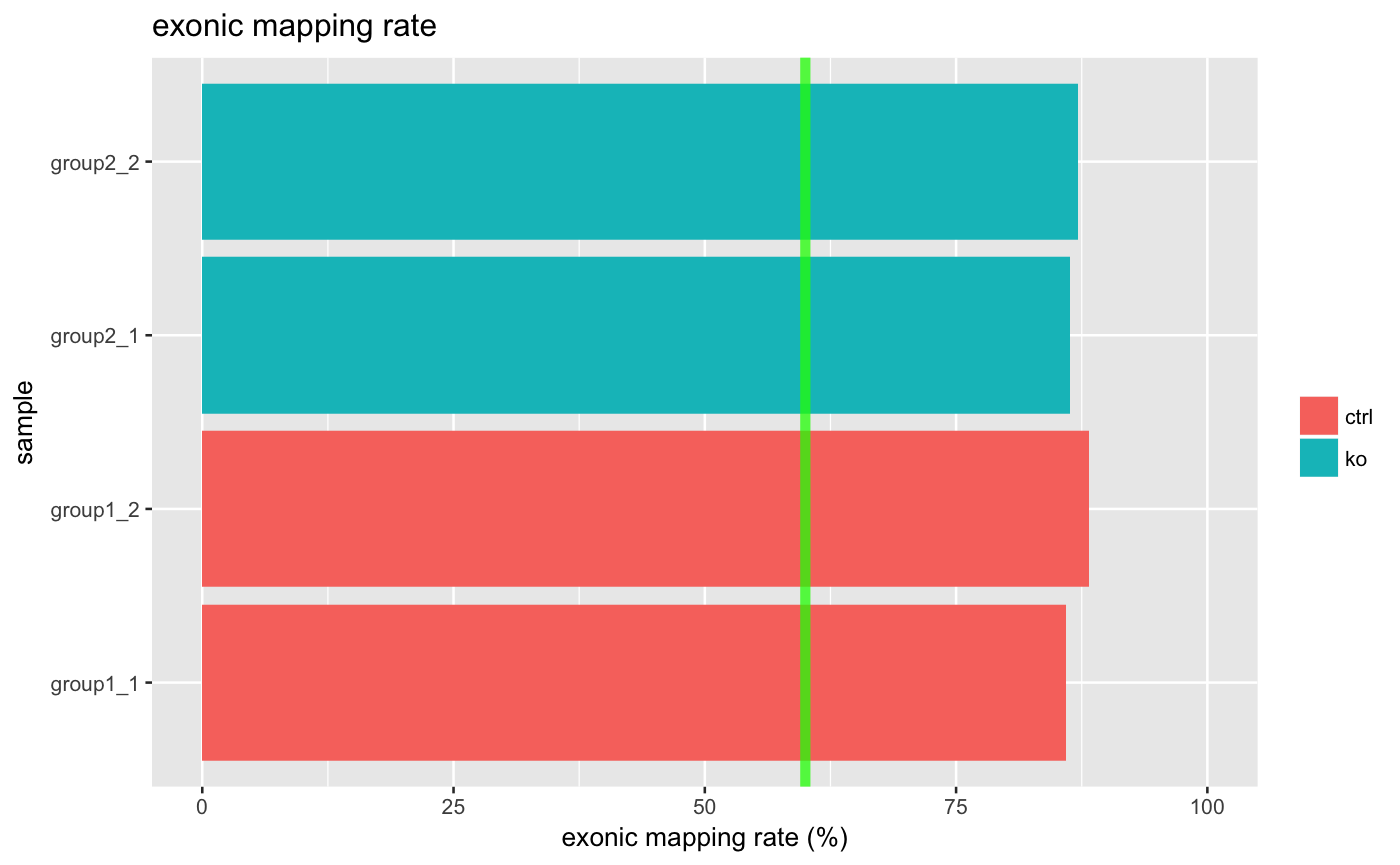 exonic mapping rate
group2_2
group2_1
group1_2
group1_1
sample
0 25 50 75 100
exonic mapping rate (%)
ctrl
ko